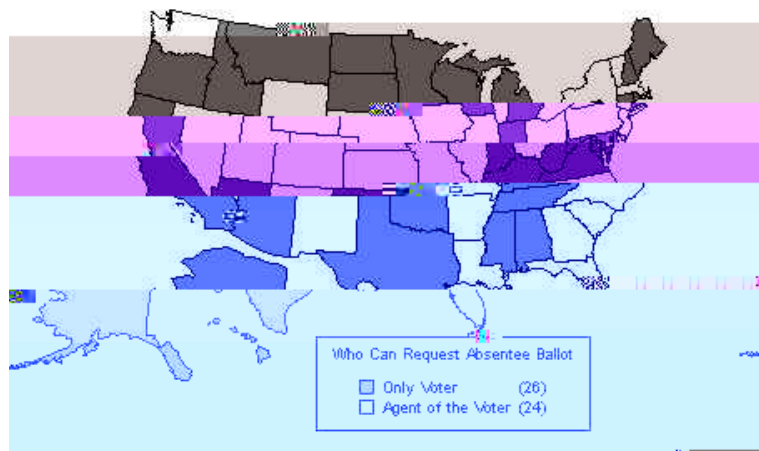 Who Can Request Absentee Ballot
Only Voter (26)
Agent of the Voter (24)